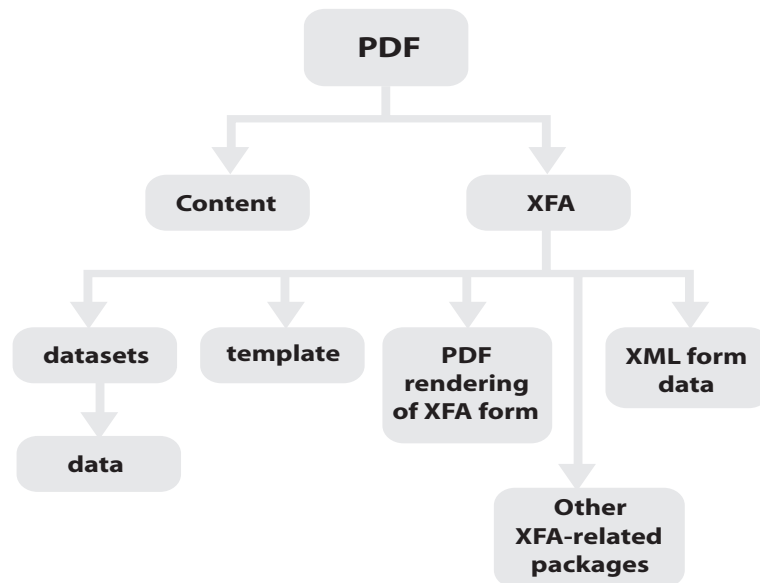 PDF
Content
XFA
datasets
template
PDF
rendering
of XFA form
XML form
data
data
Other
XFA-related
packages